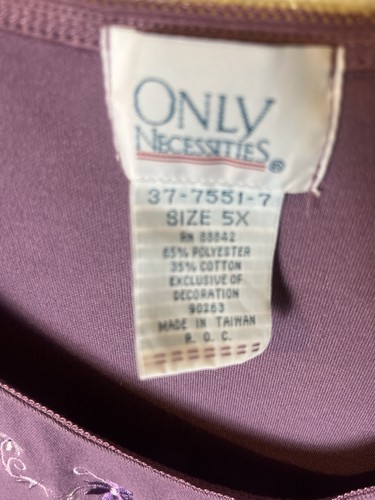 ONLY
NECESSITIES®
37-7551-7
SIZE 5X
RN 88842
65% POLYESTER
35% COTTON
EXCLUSIVE OF
DECORATION
90263
MADE IN TAIWAN
R. O. C.